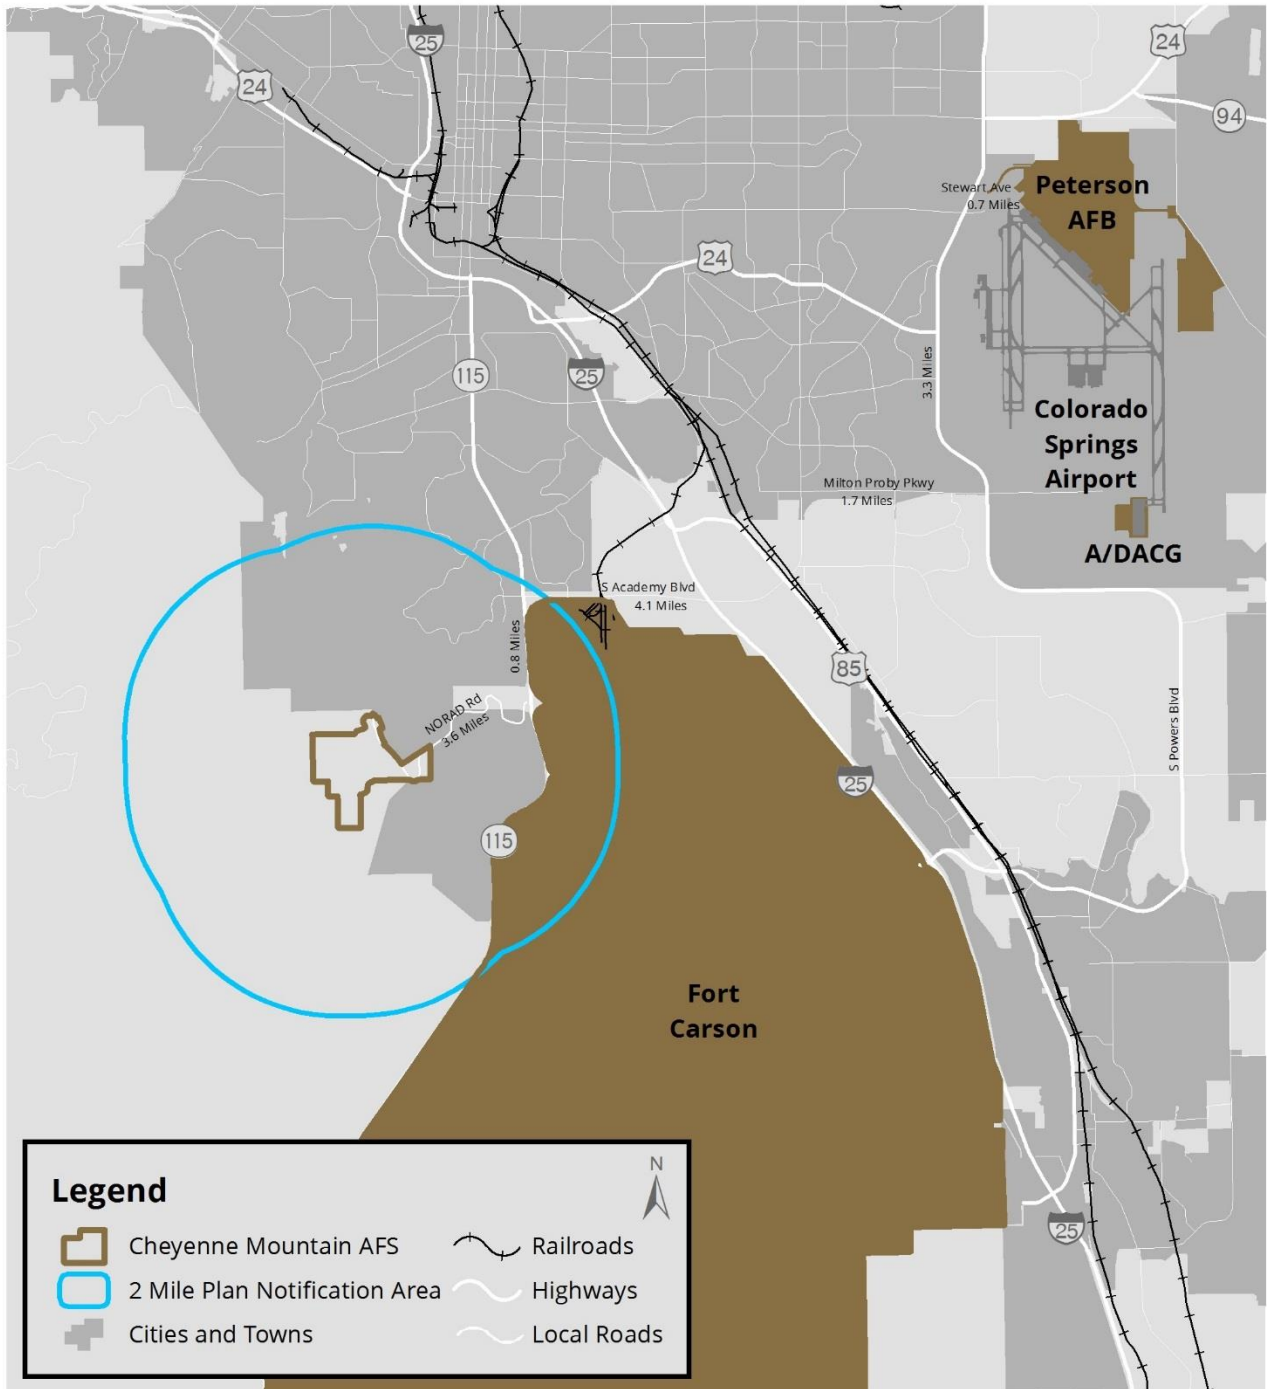 25
24
24
94
Stewart Ave
0.7 Miles
Peterson
AFB
24
115
25
3.3 Miles
Colorado
Springs
Airport
Milton Proby Pkwy
1.7 Miles
A/DACG
S Academy Blvd
4.1 Miles
0.8 Miles
85
NORAD Rd
3.6 Miles
S Powers Blvd
25
115
Fort
Carson
25
N
Legend
Cheyenne Mountain AFS
2 Mile Plan Notification Area
Cities and Towns
Railroads
Highways
Local Roads